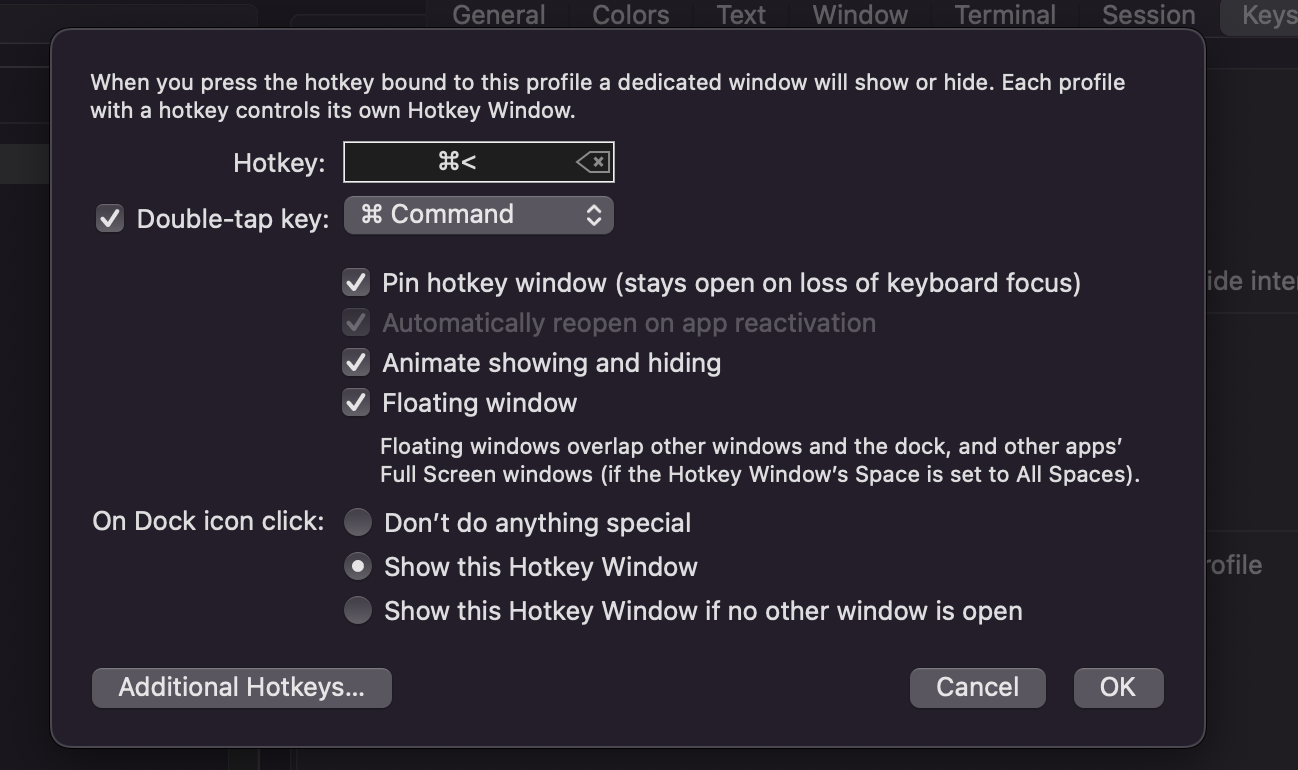 General Colors Text Window Terminal Session Keys
When you press the hotkey bound to this profile a dedicated window will show or hide. Each profile
with a hotkey controls its own Hotkey Window.
Hotkey: ⌘<
Double-tap key: ⌘ Command
Pin hotkey window (stays open on loss of keyboard focus)
ide inte
Automatically reopen on app reactivation
Animate showing and hiding
Floating window
Floating windows overlap other windows and the dock, and other apps’
Full Screen windows (if the Hotkey Window’s Space is set to All Spaces).
On Dock icon click: Don’t do anything special
Show this Hotkey Window
rofile
Show this Hotkey Window if no other window is open
Additional Hotkeys... Cancel OK